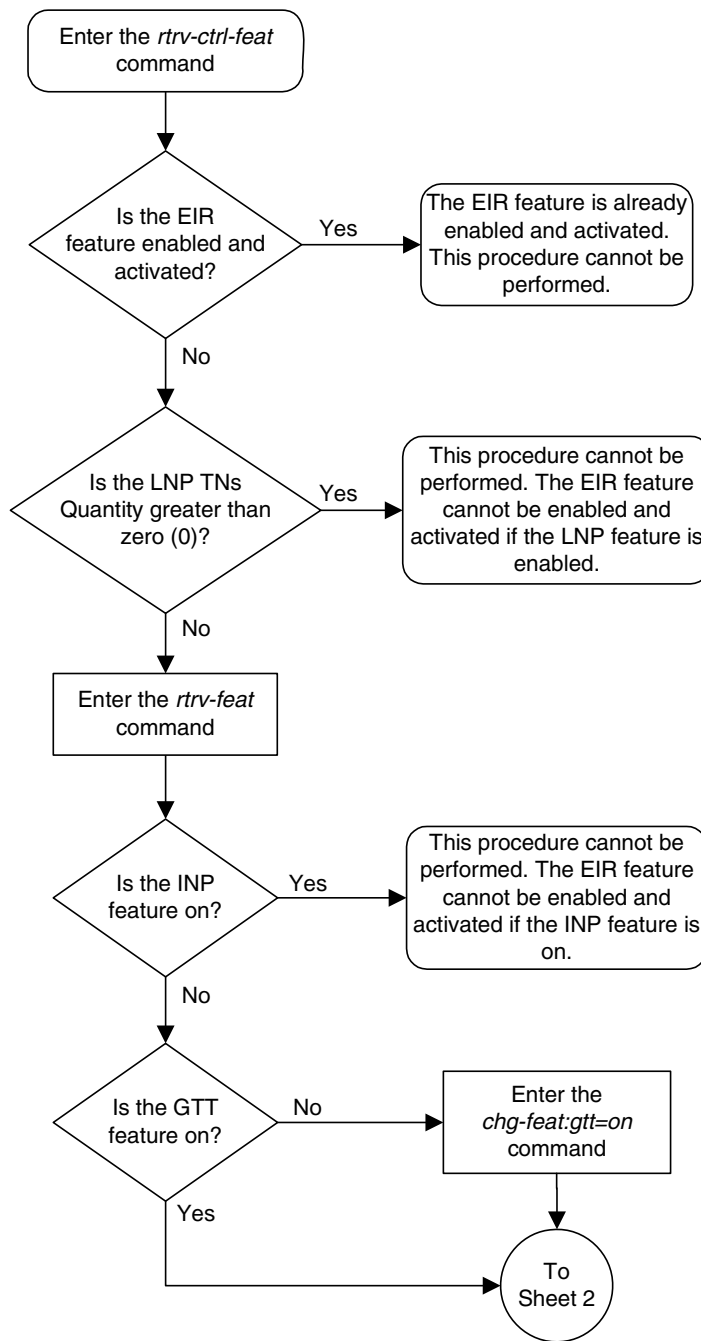 Enter the rtrv-ctrl-feat
command
Is the EIR
feature enabled and
activated?
Yes
The EIR feature is already
enabled and activated.
This procedure cannot be
performed.
No
Is the LNP TNs
Quantity greater than
zero (0)?
Yes
This procedure cannot be
performed. The EIR feature
cannot be enabled and
activated if the LNP feature is
enabled.
No
Enter the rtrv-feat
command
Is the INP
feature on?
Yes
This procedure cannot be
performed. The EIR feature
cannot be enabled and
activated if the INP feature is
on.
No
Is the GTT
feature on?
No
Enter the
chg-feat:gtt=on
command
Yes
To
Sheet 2